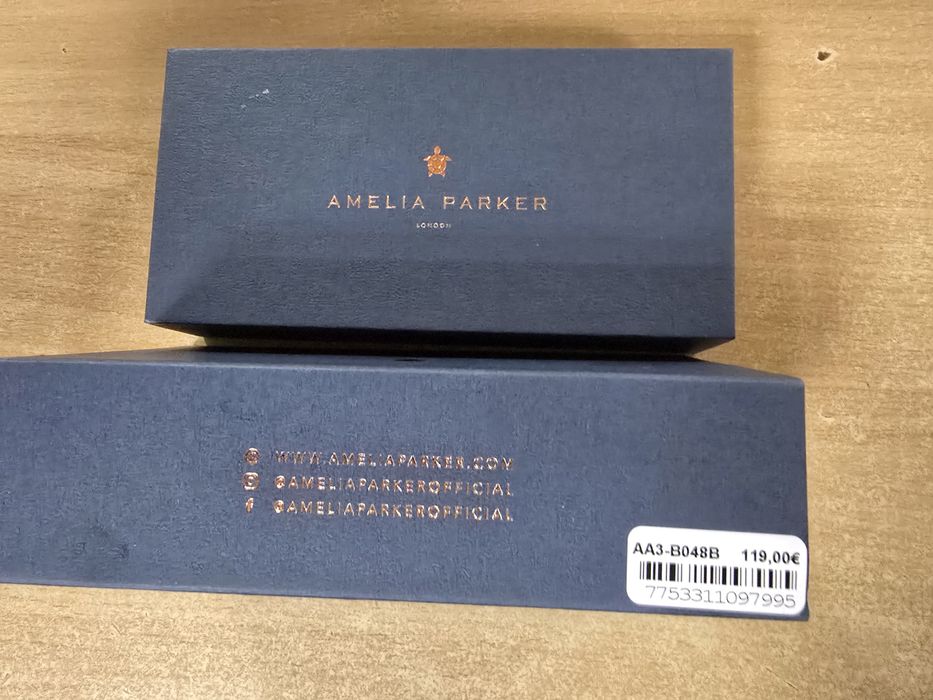 AMELIA PARKER
LONDON
WWW.AMELIAPARKER.COM
@AMELIAPARKEROFFICIAL
@AMELIAPARKEROFFICIAL
AA3-B048B 119,00€
7753311097995